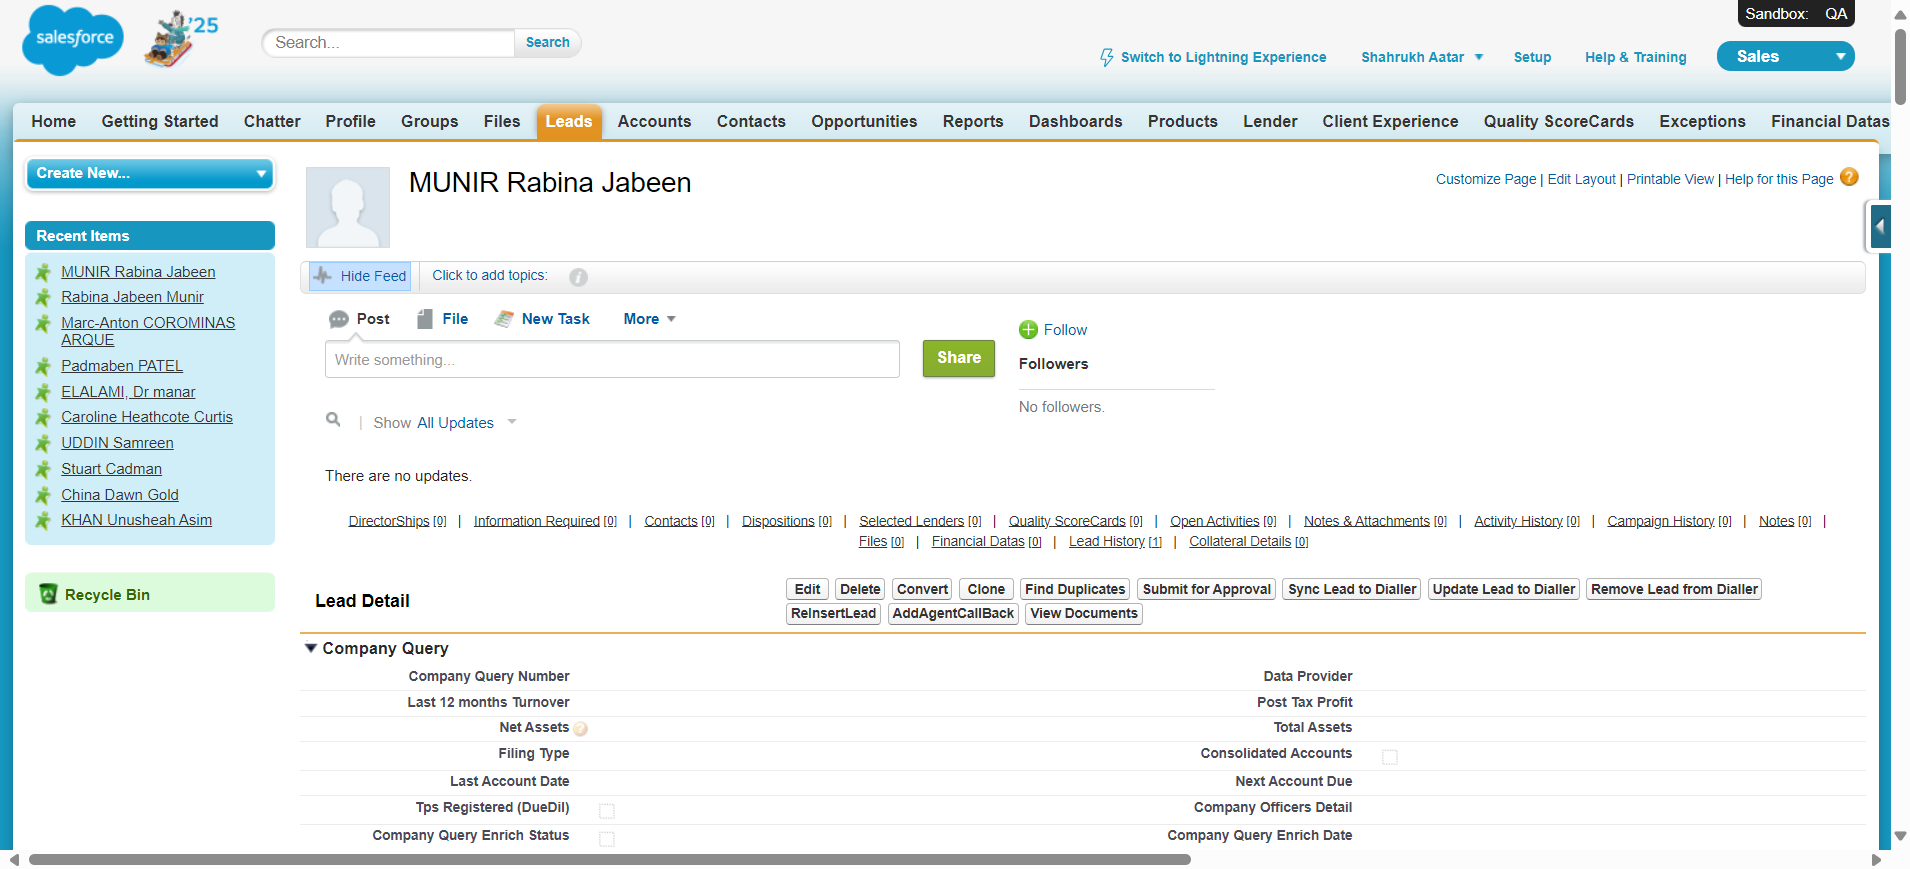 Sandbox: QA
salesforce
'25
Search...
Search
Switch to Lightning Experience
Shahrukh Aatar
Setup
Help & Training
Sales
Home Getting Started Chatter Profile Groups Files Leads Accounts Contacts Opportunities Reports Dashboards Products Lender Client Experience Quality ScoreCards Exceptions Financial Datas
Create New...
Recent Items
MUNIR Rabina Jabeen
Rabina Jabeen Munir
Marc-Anton COROMINAS
ARQUE
Padmaben PATEL
ELALAMI, Dr manar
Caroline Heathcote Curtis
UDDIN Samreen
Stuart Cadman
China Dawn Gold
KHAN Unusheah Asim
Recycle Bin
MUNIR Rabina Jabeen
Customize Page | Edit Layout | Printable View | Help for this Page ?
Hide Feed
Click to add topics: i
Post File New Task More
Write something...
Share
Follow
Followers
No followers.
| Show All Updates
There are no updates.
DirectorShips [0] | Information Required [0] | Contacts [0] | Dispositions [0] | Selected Lenders [0] | Quality ScoreCards [0] | Open Activities [0] | Notes & Attachments [0] | Activity History [0] | Campaign History [0] | Notes [0] |
Files [0] | Financial Datas [0] | Lead History [1] | Collateral Details [0]
Lead Detail
Edit Delete Convert Clone Find Duplicates Submit for Approval Sync Lead to Dialler Update Lead to Dialler Remove Lead from Dialler
ReInsertLead AddAgentCallBack View Documents
Company Query
Company Query Number Data Provider
Last 12 months Turnover Post Tax Profit
Net Assets ? Total Assets
Filing Type Consolidated Accounts
Last Account Date Next Account Due
Tps Registered (DueDil) Company Officers Detail
Company Query Enrich Status Company Query Enrich Date